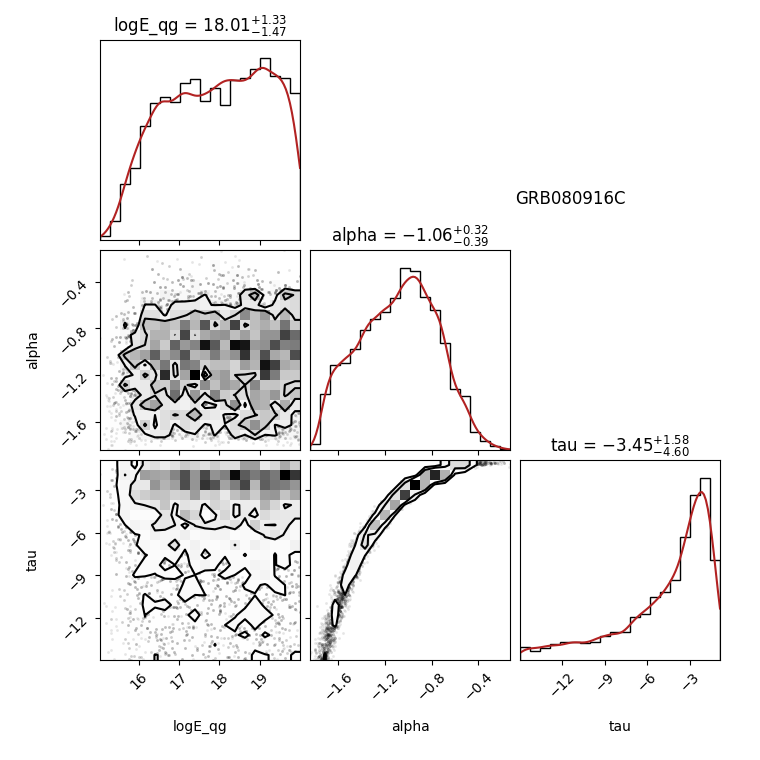 logE_qg = 18.01+1.33 −1.47
GRB080916C
alpha = −1.06+0.32 −0.39
−0.4
−0.8
−1.2
−1.6
alpha
tau = −3.45+1.58 −4.60
−3
−6
−9
−12
tau
16 17 18 19
−1.6 −1.2 −0.8 −0.4
−12 −9 −6 −3
logE_qg alpha tau